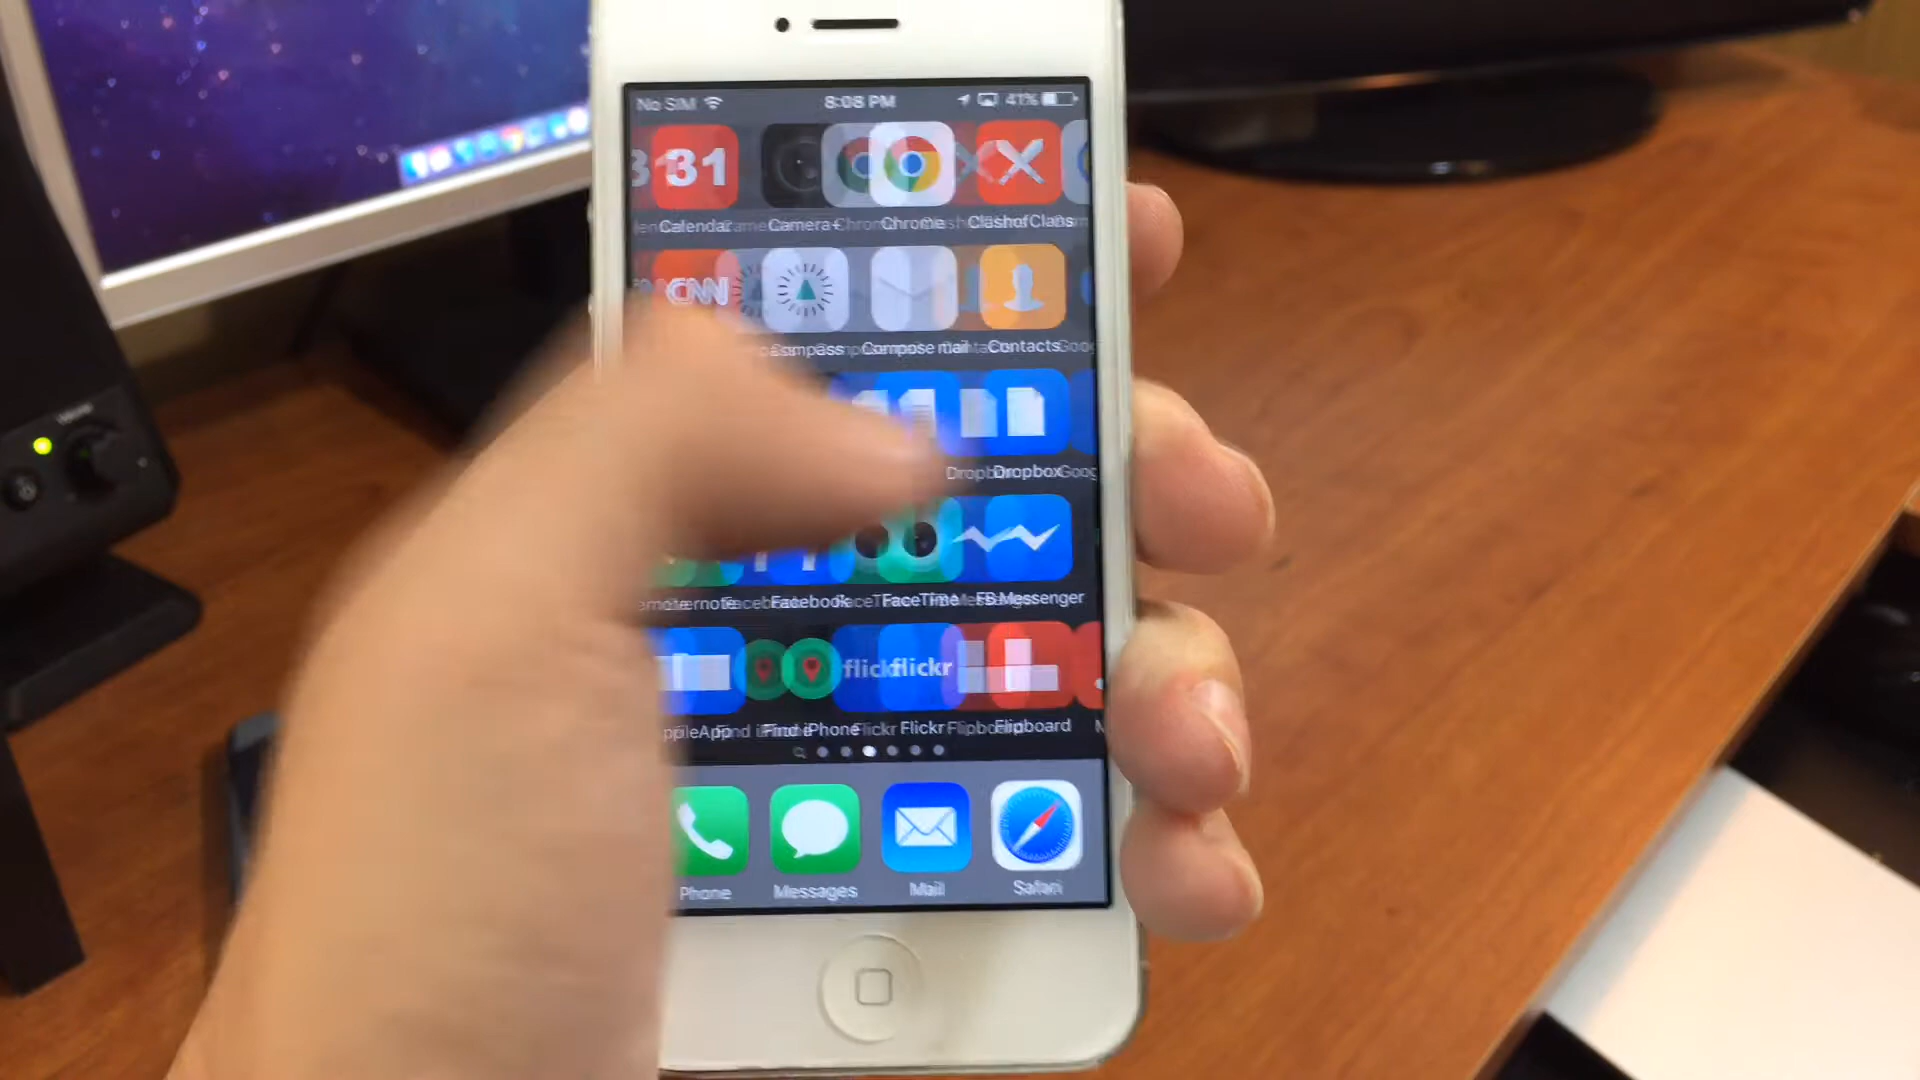 No SIM 8:08 PM 41%
31
Calendar Camera+ Chrome ClashofClans
CNN
Compass Compose mail Contacts
Dropbox
Facebook FaceTime FB Messenger
flickr
Find iPhone Flickr Flipboard
Phone Messages Mail Safari